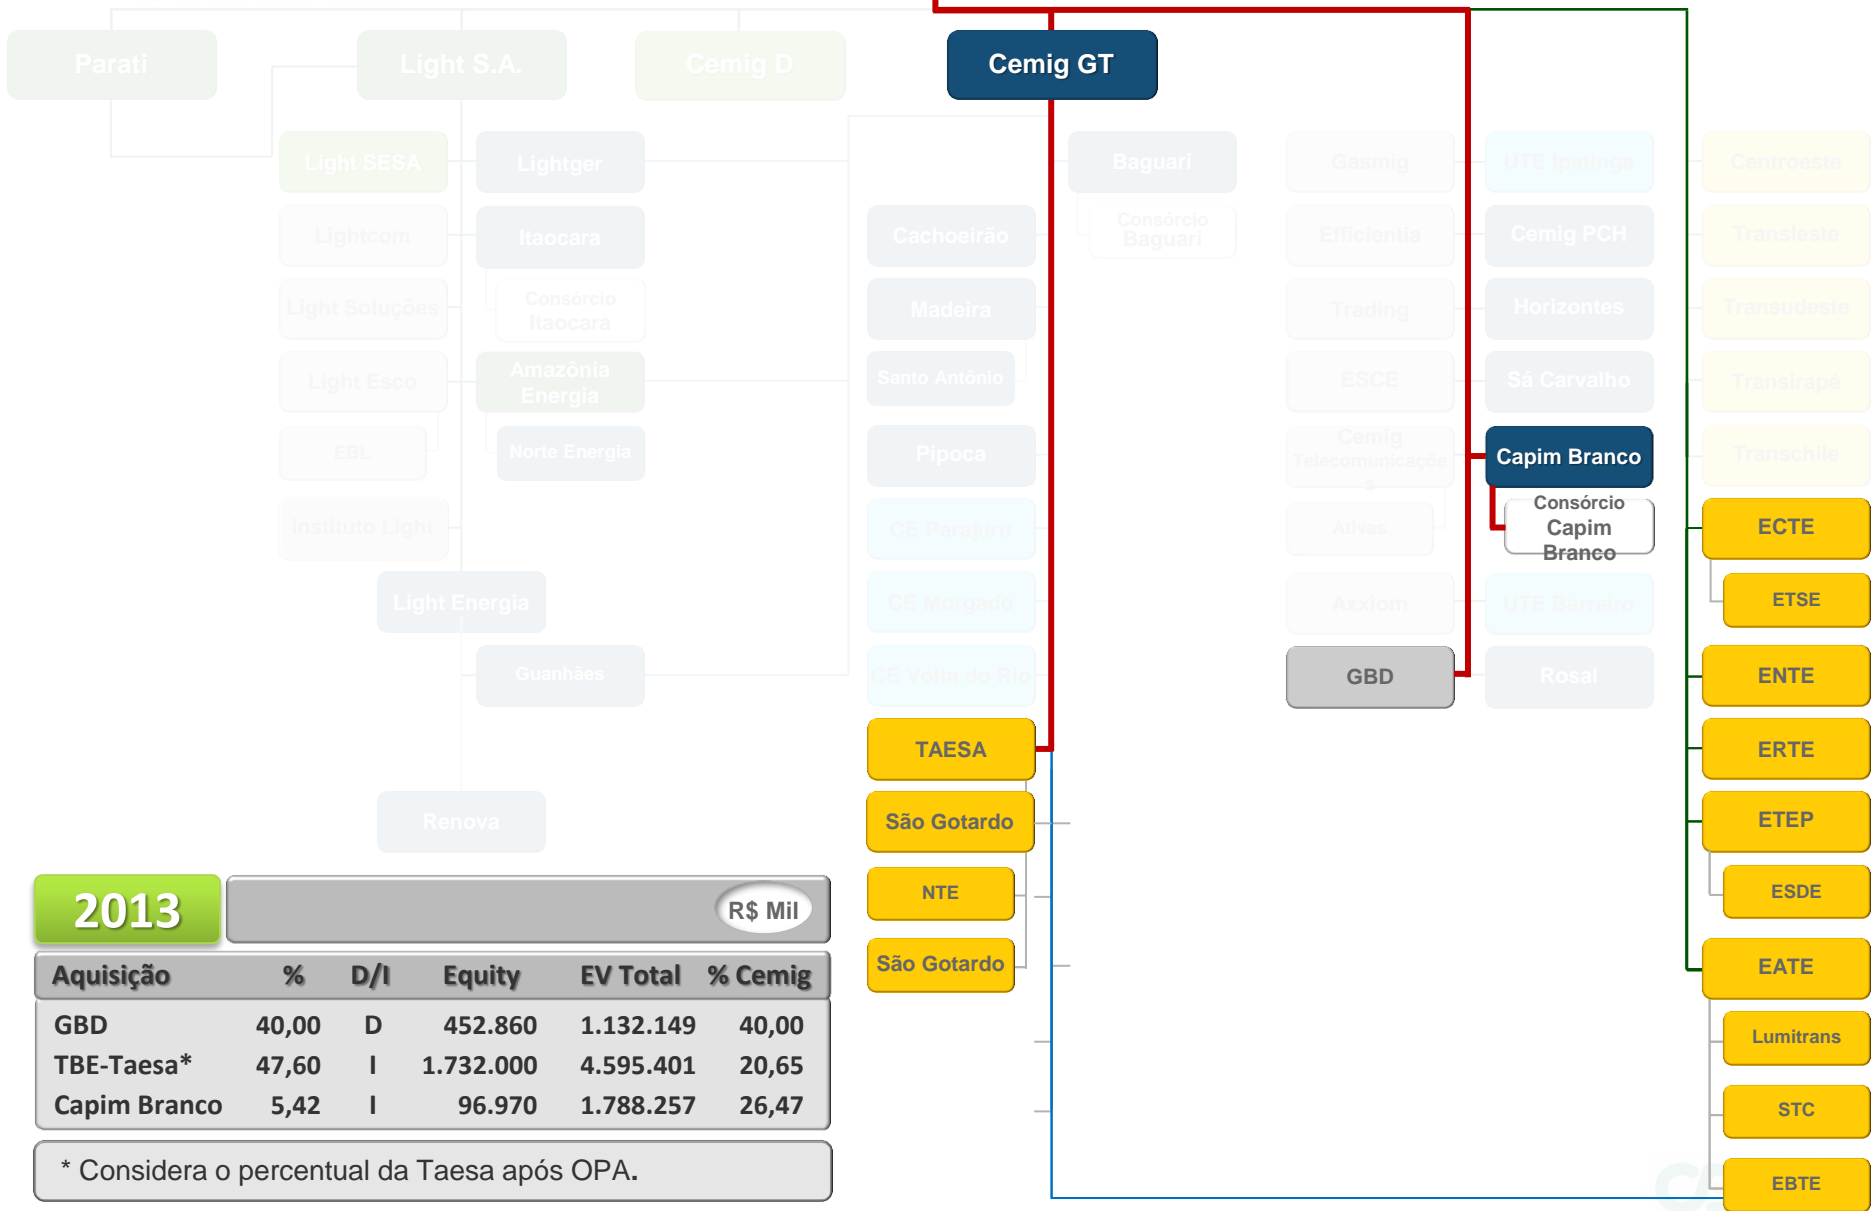 Parati
Light S.A.
Cemig D
Cemig GT
Light SESA
Lightger
Baguari
Gasmig
UTE Ipatinga
Centroeste
Lightcom
Itaocara
Cachoeirão
Consórcio
Baguari
Efficientia
Cemig PCH
Transleste
Light Soluções
Consórcio
Itaocara
Madeira
Trading
Horizontes
Transudeste
Light Esco
Amazônia
Energia
Santo Antônio
ESCE
Sá Carvalho
Transirapé
EBL
Norte Energia
Pipoca
Cemig
Telecomunicaçõe
s
Capim Branco
Transchile
Instituto Light
CE Parajuru
Ativas
Consórcio
Capim
Branco
ECTE
Light Energia
CE Morgado
Axxiom
UTE Barreiro
ETSE
Guanhães
CE Volta do Rio
GBD
Rosal
ENTE
TAESA
ERTE
Renova
São Gotardo
ETEP
2013
R$ Mil
NTE
ESDE
São Gotardo
EATE
Aquisição % D/I Equity EV Total % Cemig
GBD 40,00 D 452.860 1.132.149 40,00
TBE-Taesa* 47,60 I 1.732.000 4.595.401 20,65
Capim Branco 5,42 I 96.970 1.788.257 26,47
Lumitrans
STC
* Considera o percentual da Taesa após OPA.
EBTE